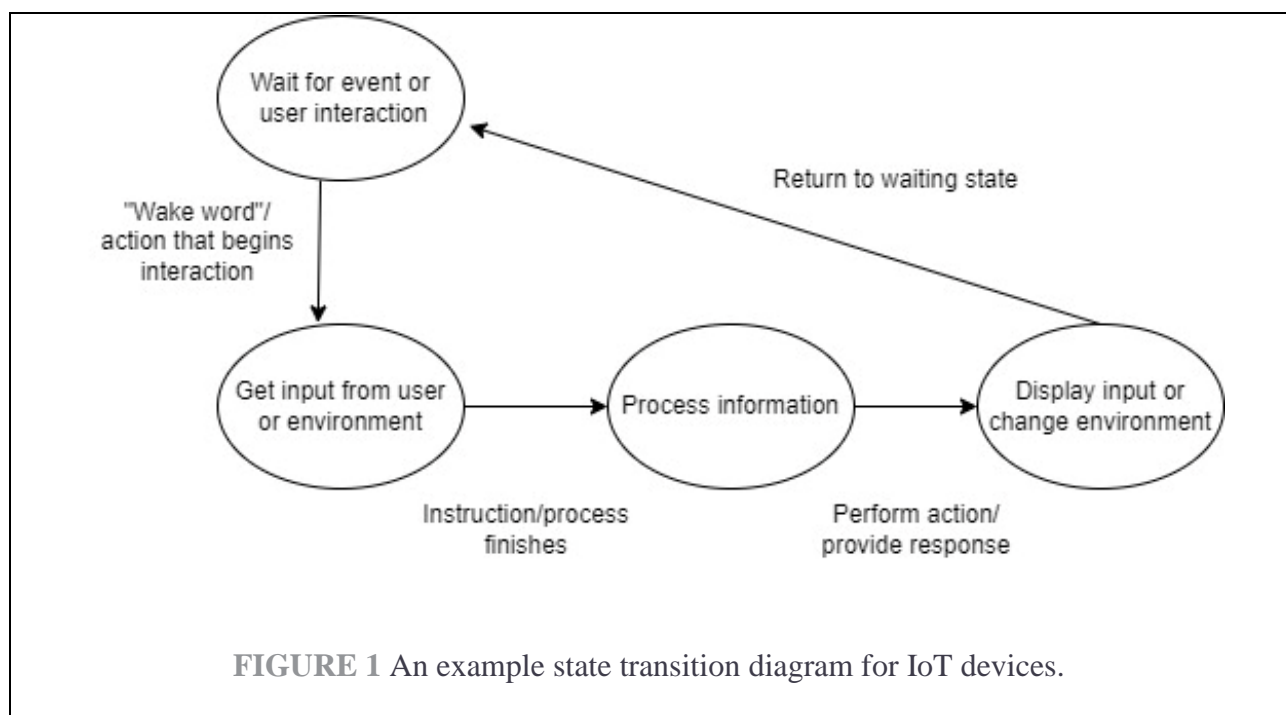 Wait for event or
user interaction
Return to waiting state
"Wake word"/
action that begins
interaction
Get input from user
or environment
Process information
Display input or
change environment
Instruction/process
finishes
Perform action/
provide response
FIGURE 1 An example state transition diagram for IoT devices.